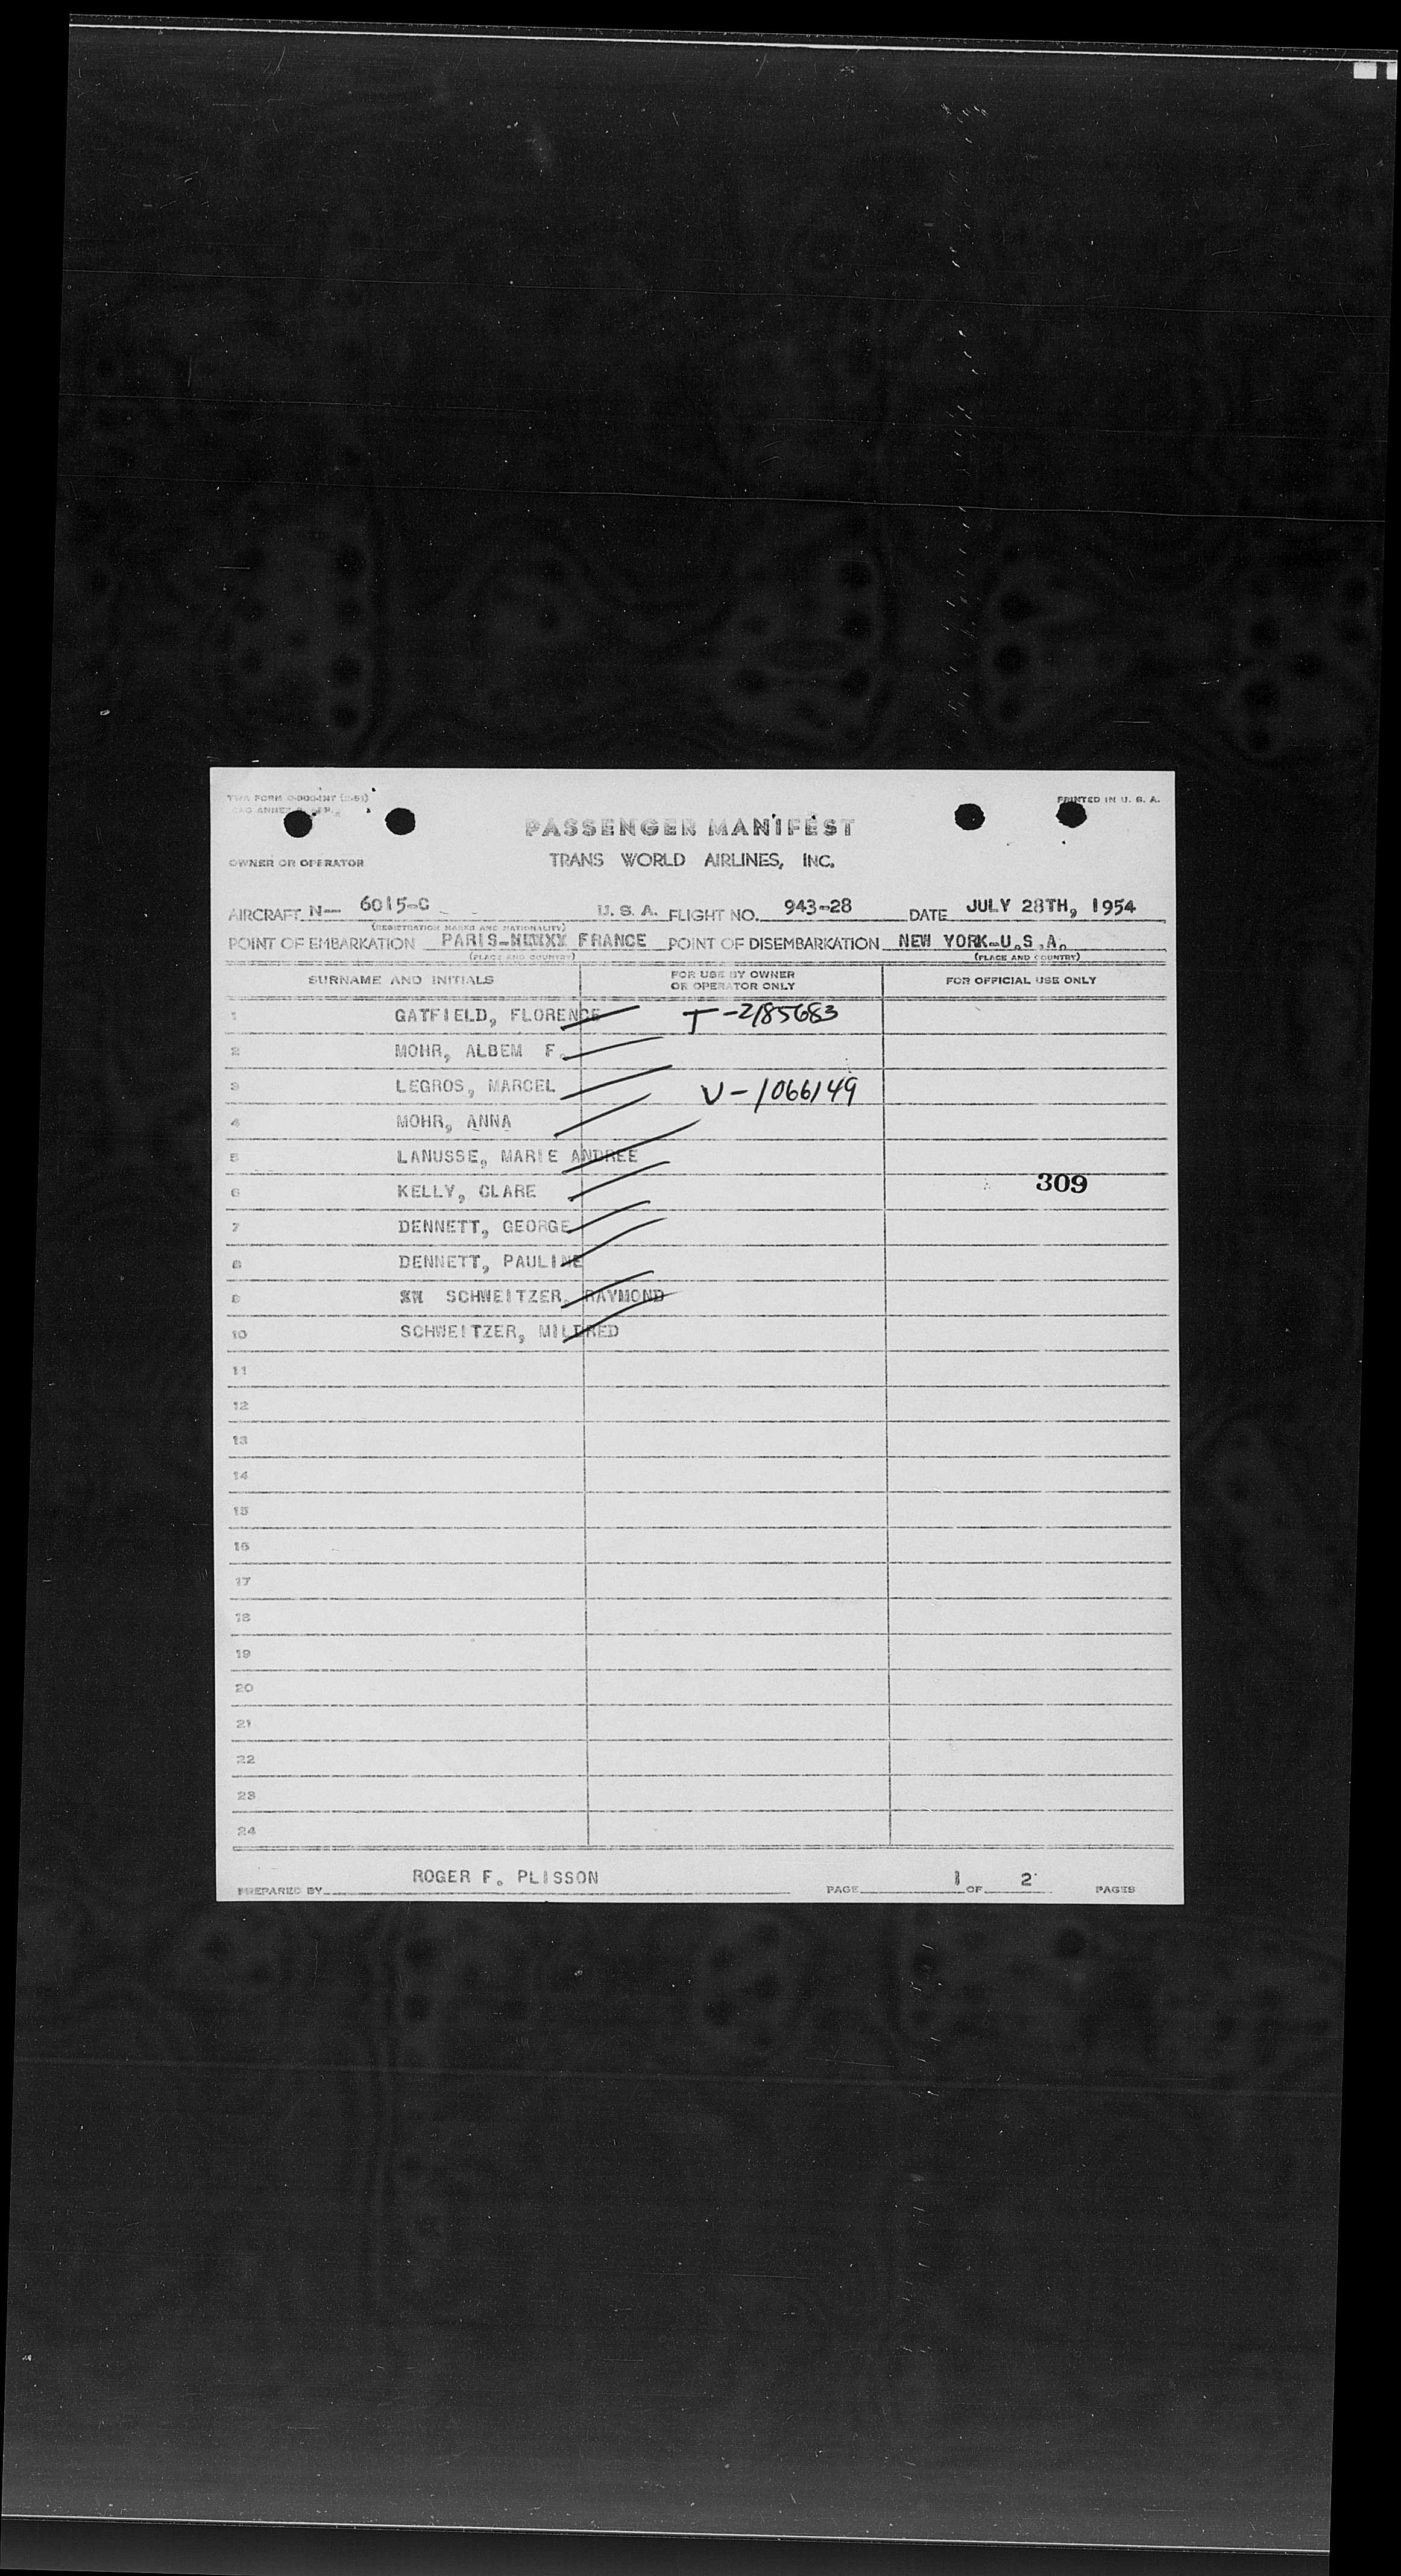 PRINTED IN U. S. A.
PASSENGER MANIFEST
OWNER OR OPERATOR TRANS WORLD AIRLINES, INC.
AIRCRAFT N— 6015-C U. S. A. FLIGHT NO. 943-28 DATE JULY 28TH, 1954
(REGISTRATION MARKS AND NATIONALITY)
POINT OF EMBARKATION PARIS- FRANCE POINT OF DISEMBARKATION NEW YORK-U.S.A.
(PLACE AND COUNTRY) (PLACE AND COUNTRY)
SURNAME AND INITIALS FOR USE BY OWNER OR OPERATOR ONLY FOR OFFICIAL USE ONLY
1 GATFIELD, FLORENCE T-2185683
2 MOHR, ALBEM F.
3 LEGROS, MARCEL V-1066149
4 MOHR, ANNA
5 LANUSSE, MARIE ANDREE
6 KELLY, CLARE 309
7 DENNETT, GEORGE
8 DENNETT, PAULINE
9 SCHWEITZER, RAYMOND
10 SCHWEITZER, MILDRED
11
12
13
14
15
16
17
18
19
20
21
22
23
24
PREPARED BY ROGER F. PLISSON PAGE 1 OF 2 PAGES